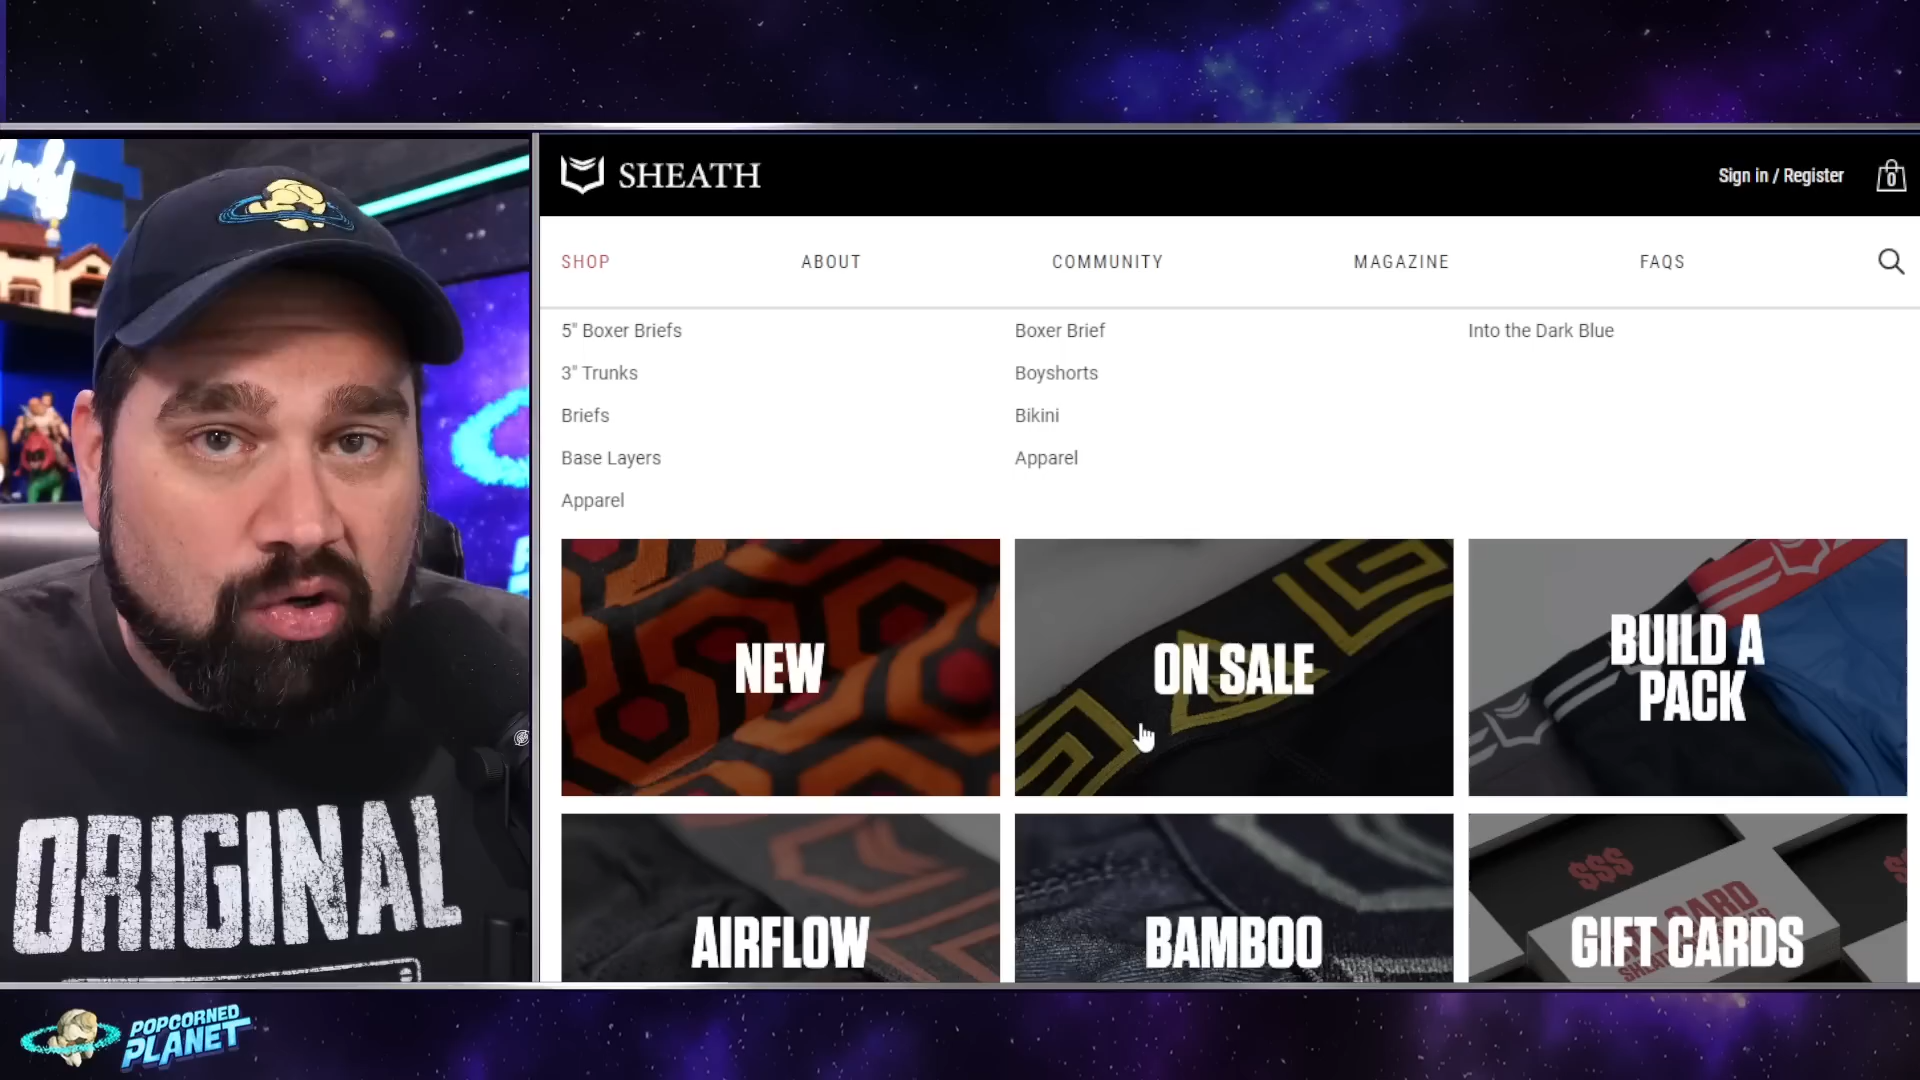 Andy
SHEATH
Sign in / Register
0
SHOP
ABOUT
COMMUNITY
MAGAZINE
FAQS
5" Boxer Briefs
Boxer Brief
Into the Dark Blue
3" Trunks
Boyshorts
Briefs
Bikini
Base Layers
Apparel
Apparel
NEW
ON SALE
BUILD A
PACK
AIRFLOW
BAMBOO
$$$
GIFT CARDS
ORIGINAL
POPCORNED
PLANET